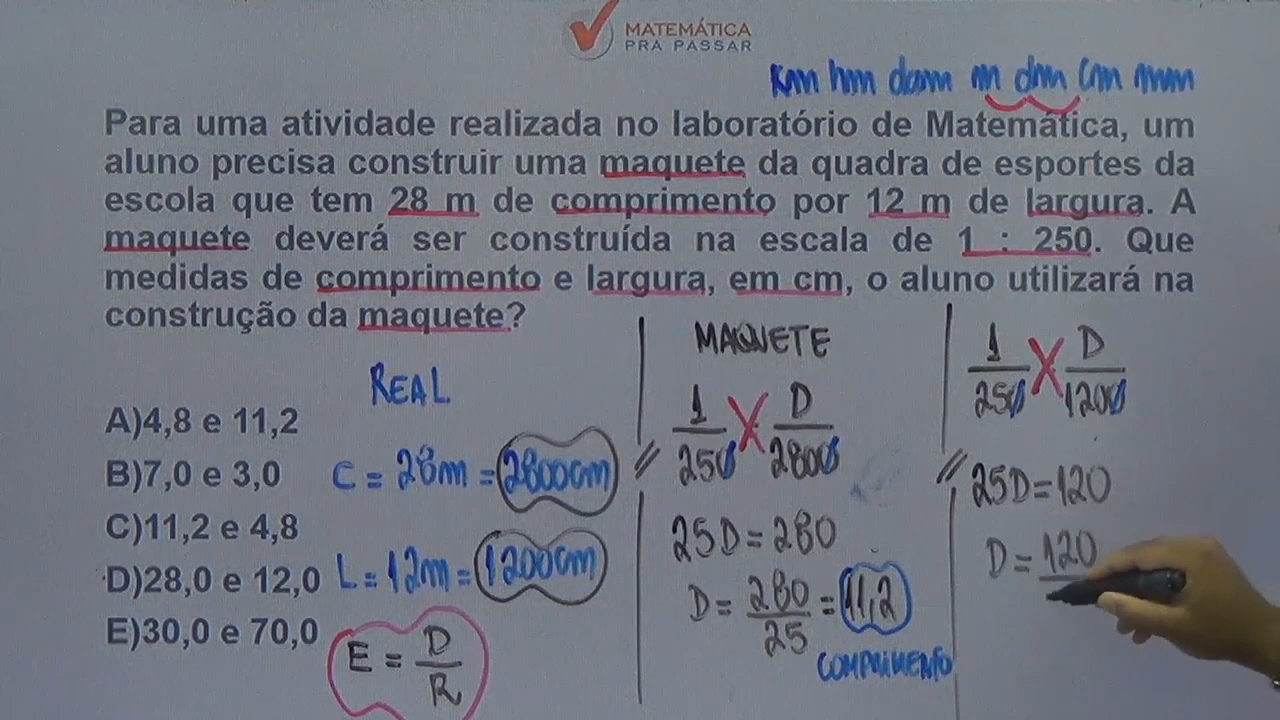 MATEMÁTICA
PRA PASSAR
Km hm dam m dm cm mm
Para uma atividade realizada no laboratório de Matemática, um
aluno precisa construir uma maquete da quadra de esportes da
escola que tem 28 m de comprimento por 12 m de largura. A
maquete deverá ser construída na escala de 1 : 250. Que
medidas de comprimento e largura, em cm, o aluno utilizará na
construção da maquete?
A)4,8 e 11,2
B)7,0 e 3,0
C)11,2 e 4,8
D)28,0 e 12,0
E)30,0 e 70,0
REAL
C = 28m = 2800cm
L = 12m = 1200cm
E = D/R
MAQUETE
1/250 X D/2800
25D = 280
D = 280/25 = 11,2
COMPRIMENTO
1/250 X D/1200
25D = 120
D = 120